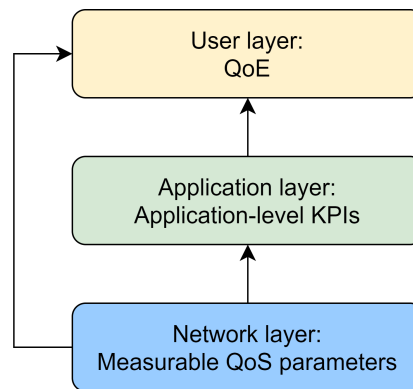 User layer:
QoE
Application layer:
Application-level KPIs
Network layer:
Measurable QoS parameters